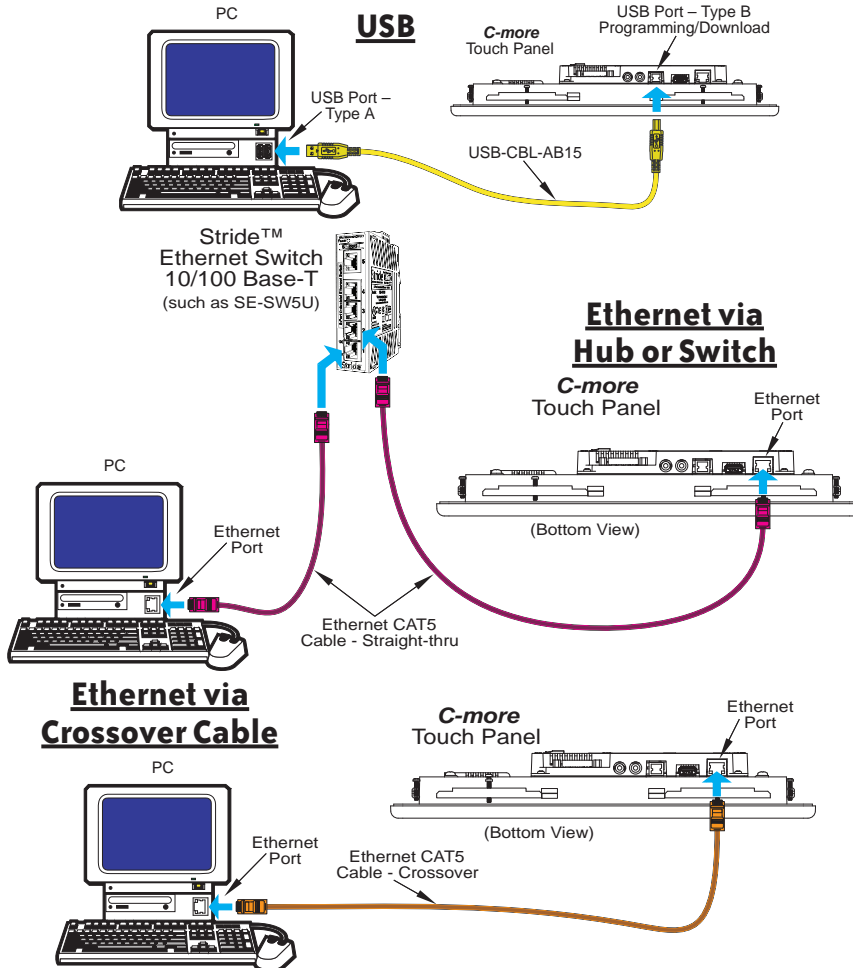 PC
USB
C-more
Touch Panel
USB Port – Type B
Programming/Download
USB Port –
Type A
USB-CBL-AB15
Stride™
Ethernet Switch
10/100 Base-T
(such as SE-SW5U)
Ethernet via
Hub or Switch
C-more
Touch Panel
Ethernet
Port
(Bottom View)
PC
Ethernet
Port
Ethernet CAT5
Cable - Straight-thru
Ethernet via
Crossover Cable
C-more
Touch Panel
Ethernet
Port
(Bottom View)
PC
Ethernet
Port
Ethernet CAT5
Cable - Crossover